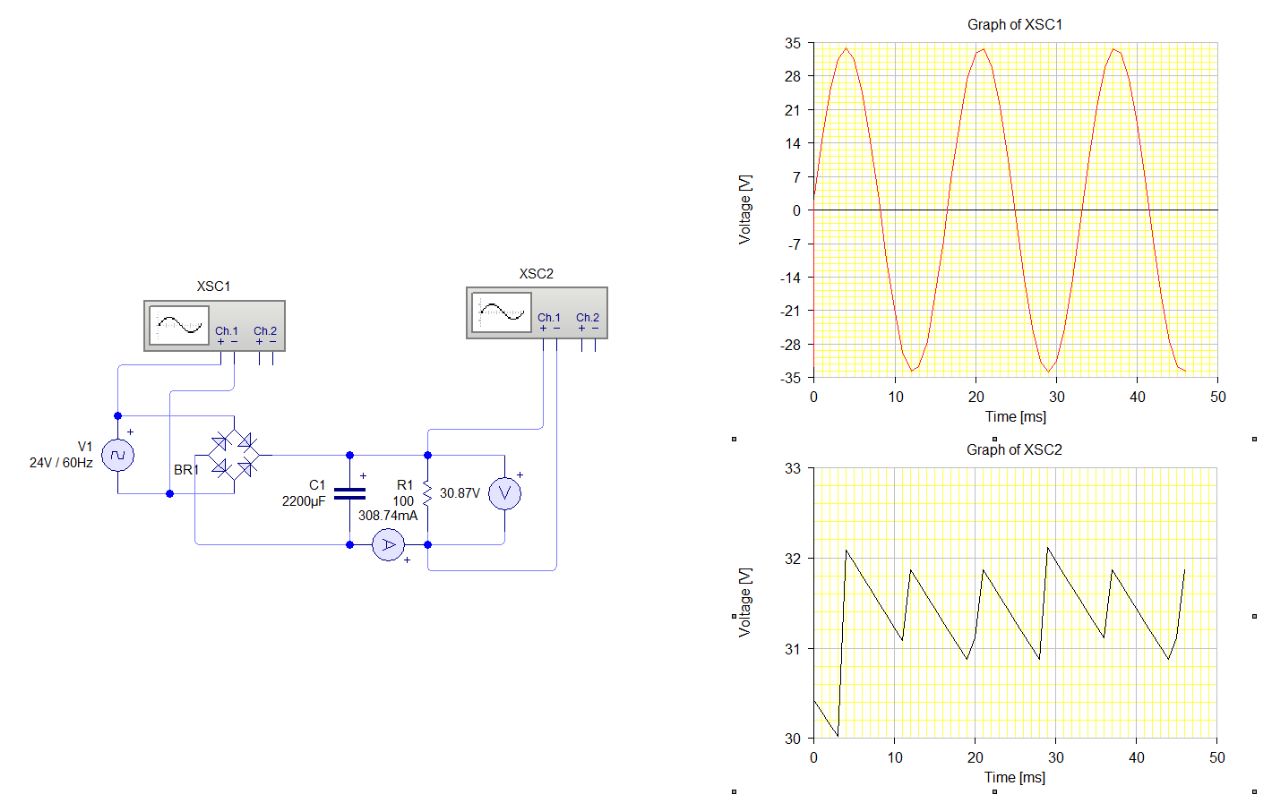 XSC1
Ch.1 Ch.2
+ − + −
XSC2
Ch.1 Ch.2
+ − + −
V1
24V / 60Hz
+
BR1
C1
2200µF
+
R1
100
308.74mA
A
+
30.87V
V
+
Graph of XSC1
Voltage [V]
35
28
21
14
7
0
-7
-14
-21
-28
-35
0 10 20 30 40 50
Time [ms]
Graph of XSC2
Voltage [V]
33
32
31
30
0 10 20 30 40 50
Time [ms]